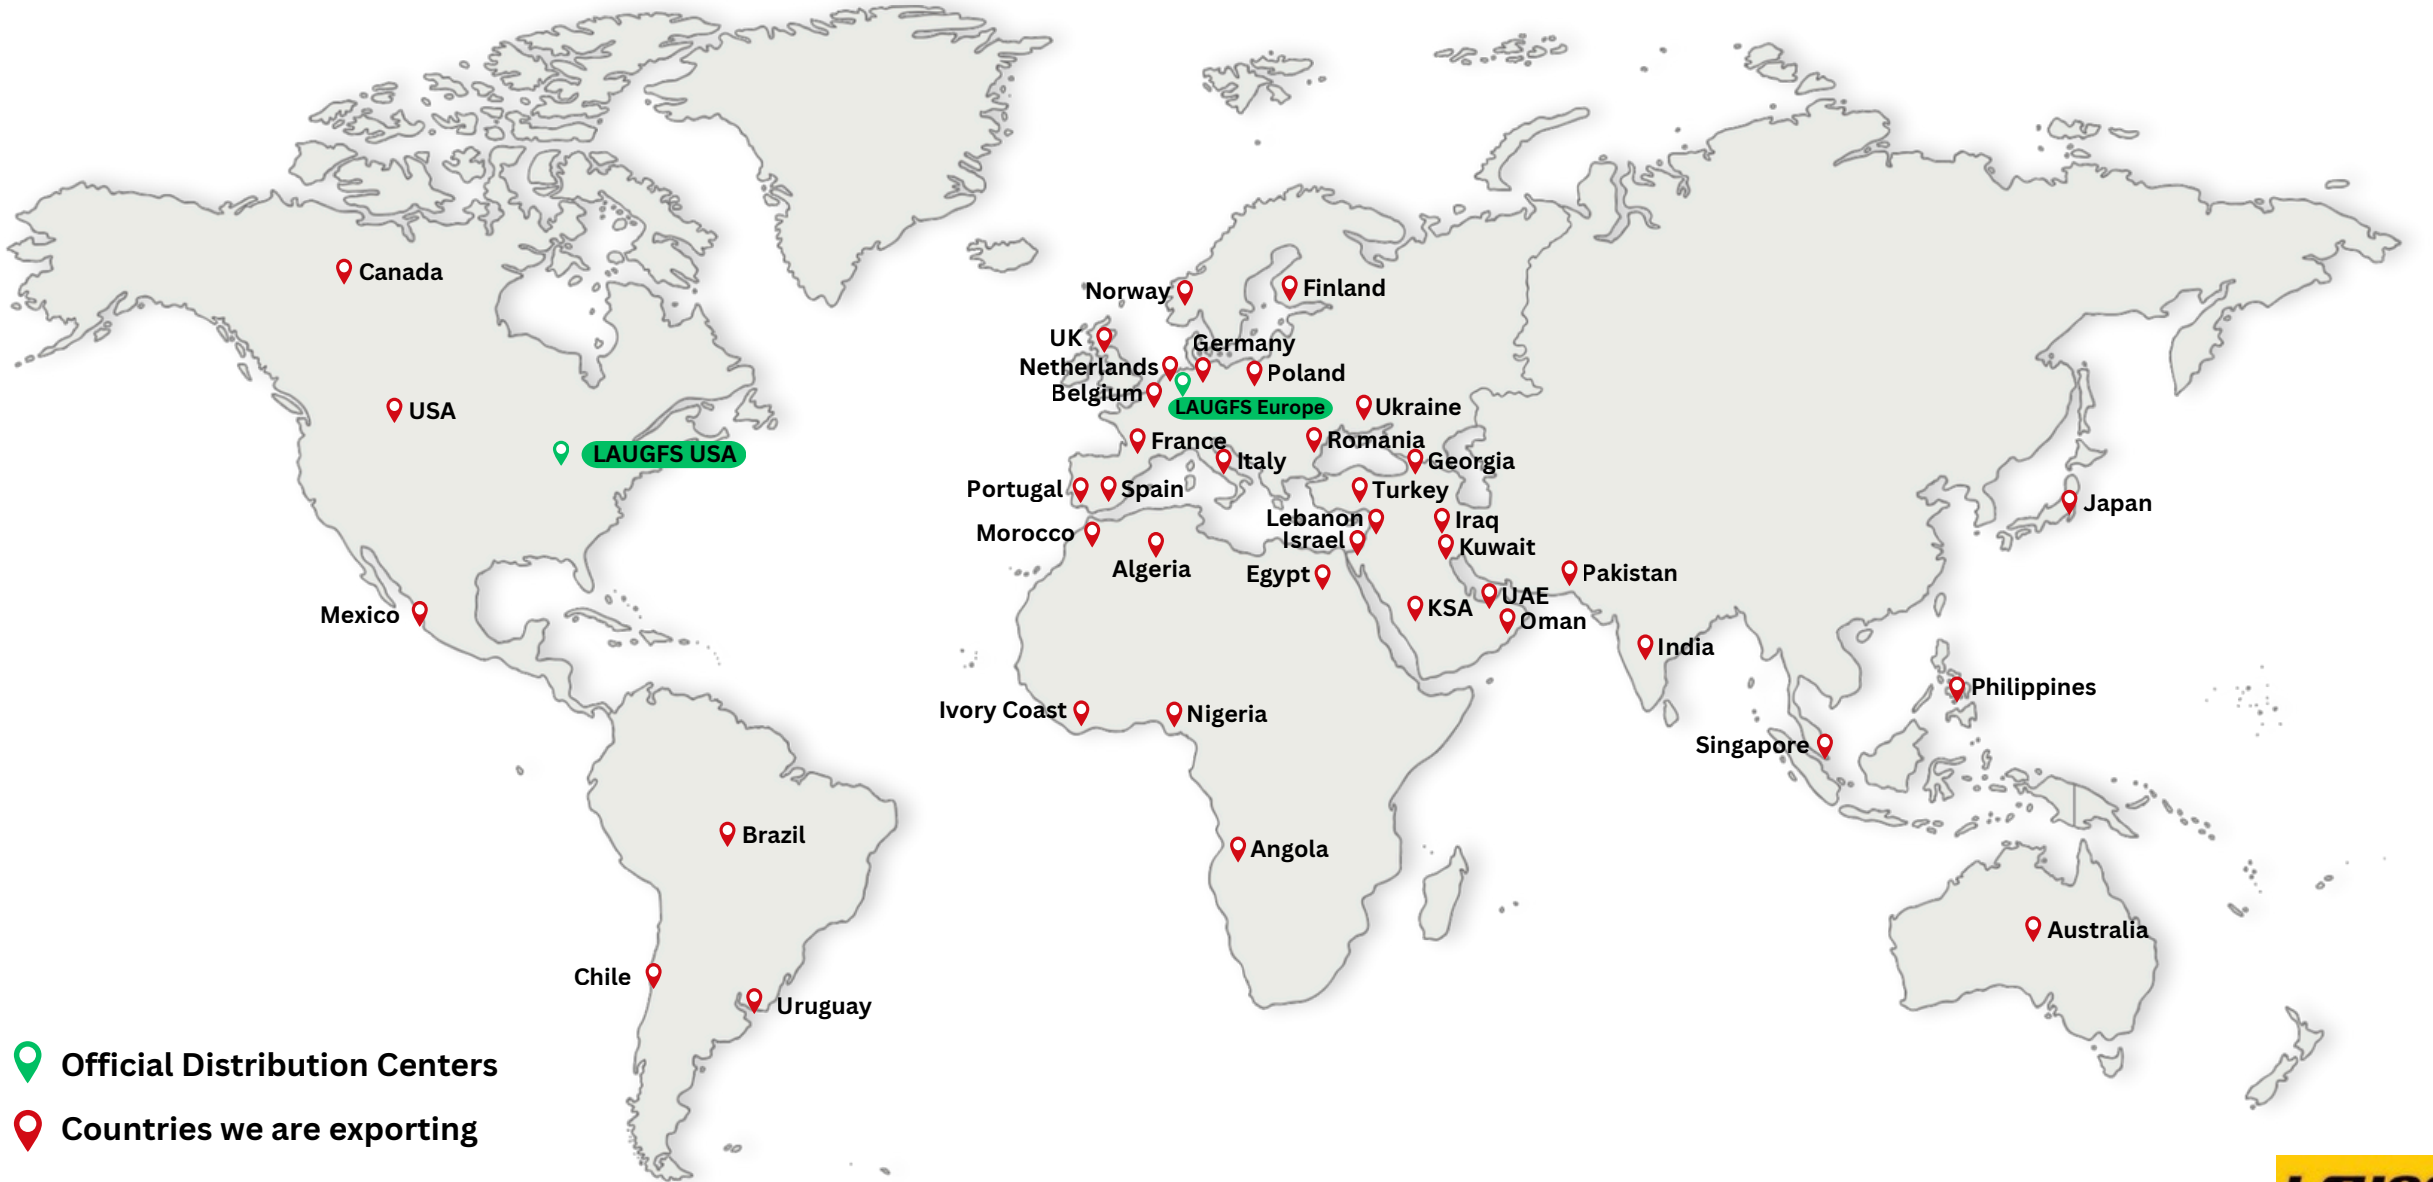 Canada
Norway
Finland
UK
Germany
Netherlands
Poland
Belgium
LAUGFS Europe
Ukraine
USA
France
Romania
LAUGFS USA
Italy
Georgia
Portugal
Spain
Turkey
Japan
Lebanon
Iraq
Morocco
Israel
Kuwait
Algeria
Egypt
Pakistan
UAE
KSA
Mexico
Oman
India
Philippines
Ivory Coast
Nigeria
Singapore
Brazil
Angola
Australia
Chile
Uruguay
Official Distribution Centers
Countries we are exporting